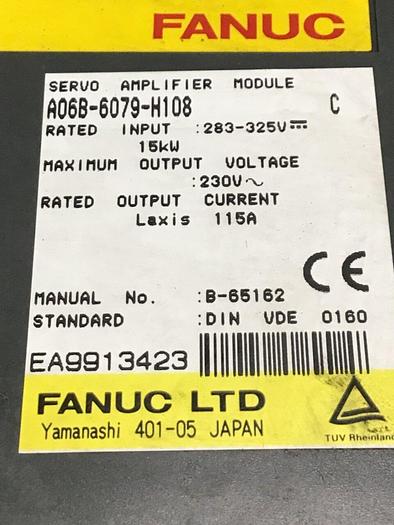 FANUC
SERVO AMPLIFIER MODULE
A06B-6079-H108 C
RATED INPUT :283-325V⎓
15kW
MAXIMUM OUTPUT VOLTAGE
:230V∿
RATED OUTPUT CURRENT
Laxis 115A
CE
MANUAL No. :B-65162
STANDARD :DIN VDE 0160
EA9913423
FANUC LTD
Yamanashi 401-05 JAPAN
TUV Rheinland